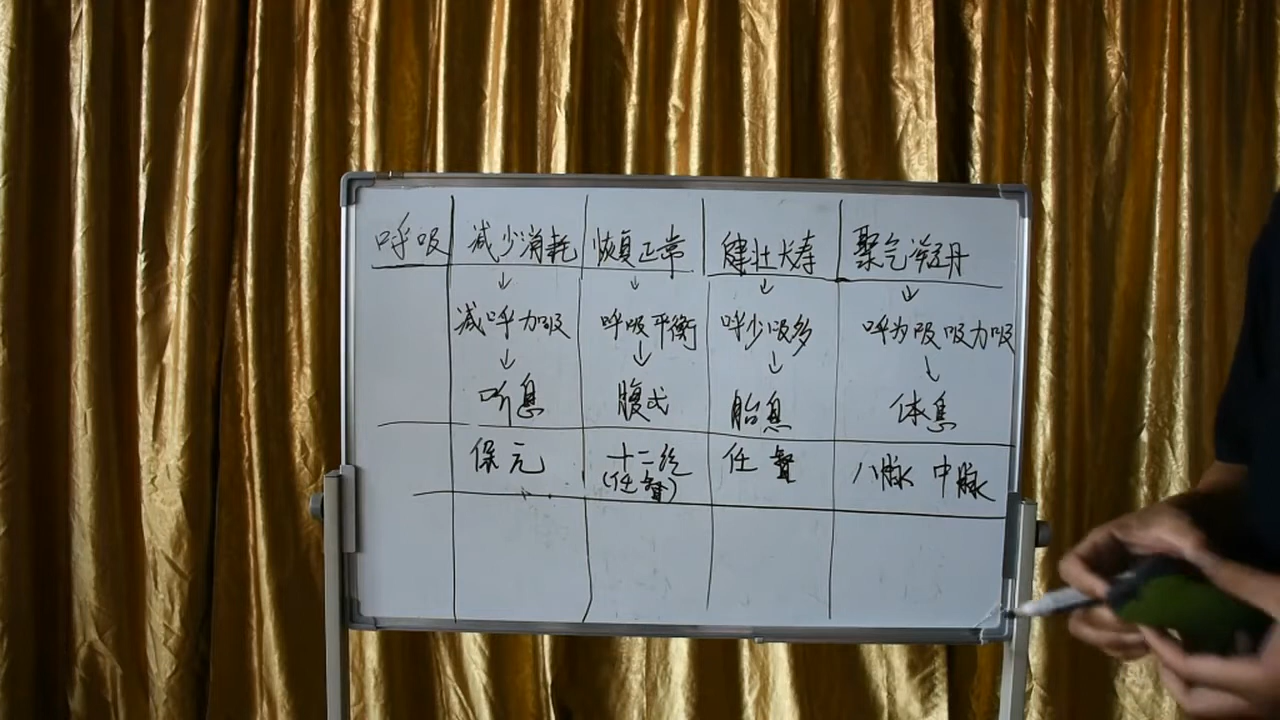 呼吸 减少消耗 恢复正常 健壮长寿 聚气凝丹
↓ ↓ ↓ ↓
减呼加吸 呼吸平衡 呼少吸多 呼为吸 吸为吸
↓ ↓ ↓ ↓
听息 腹式 胎息 体息
保元 十二经 任督 八脉 中脉
(任督)